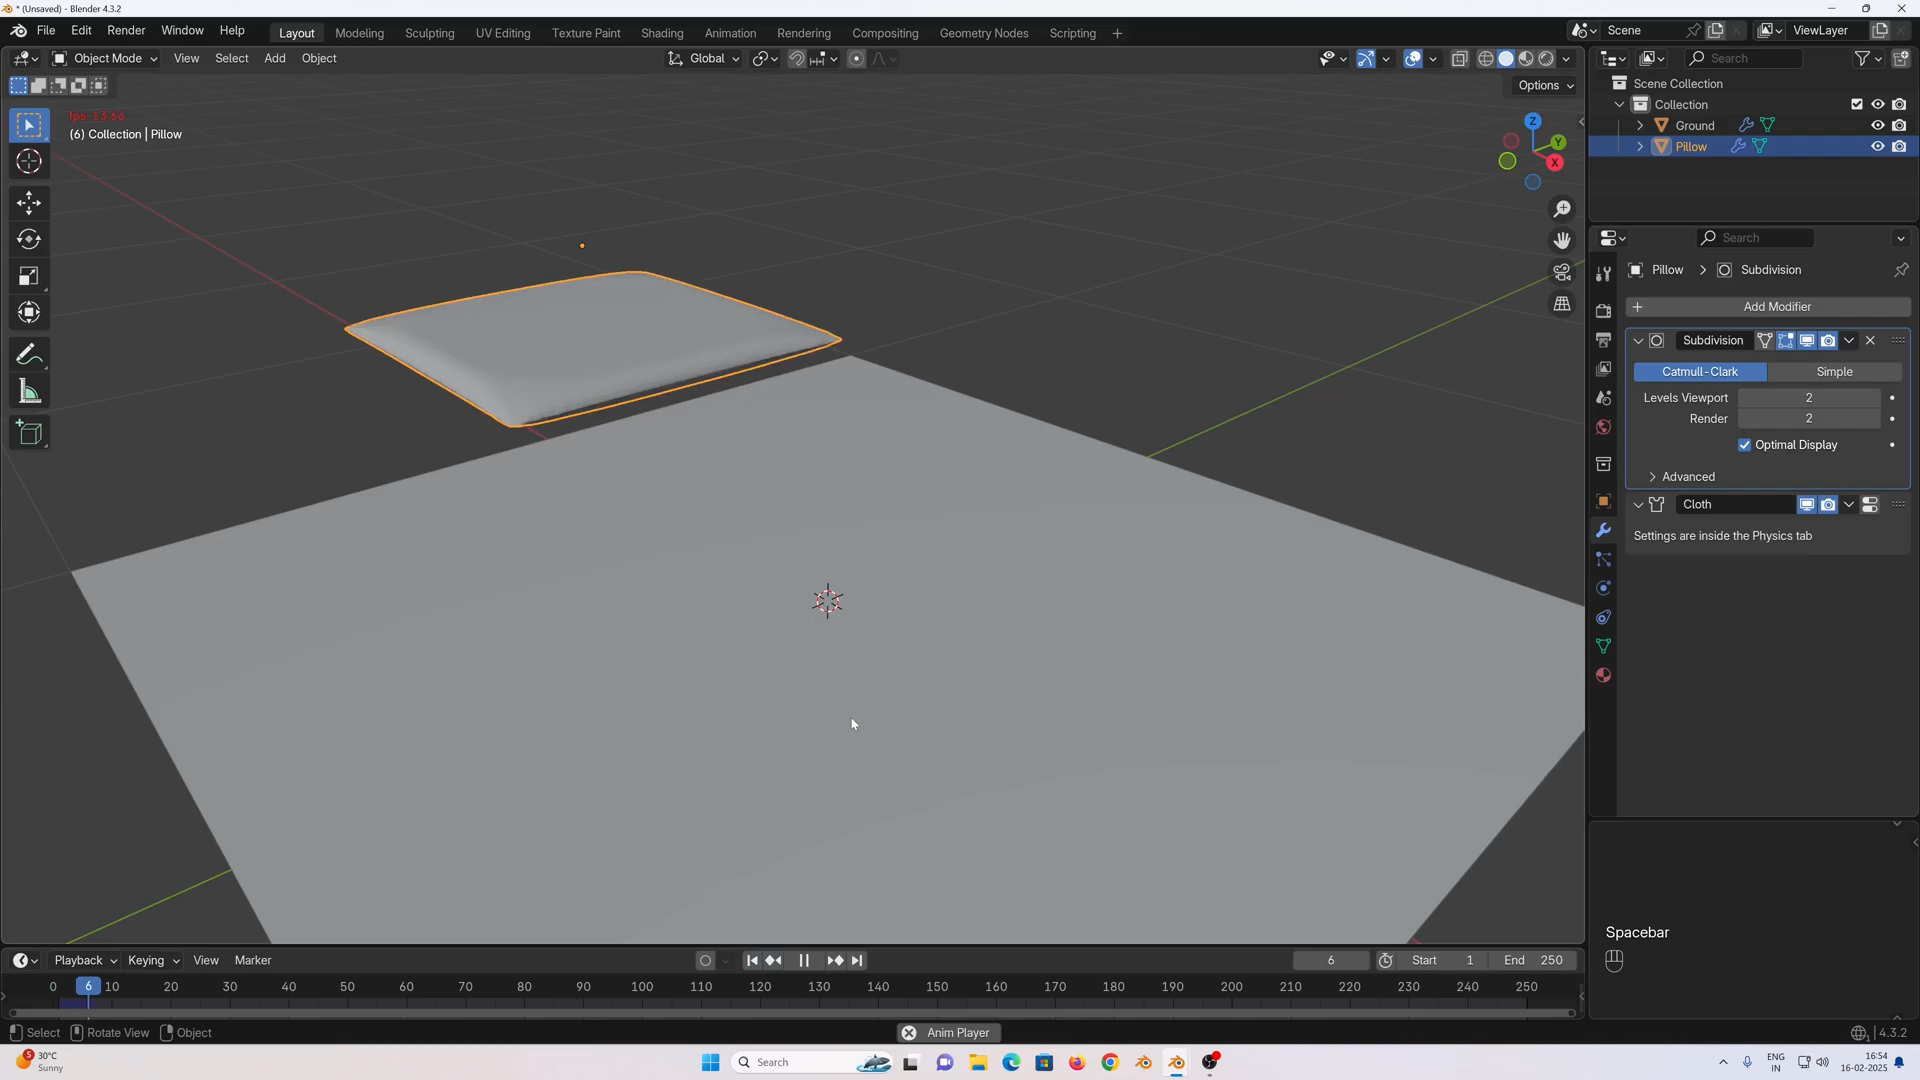 * (Unsaved) - Blender 4.3.2
File Edit Render Window Help Layout Modeling Sculpting UV Editing Texture Paint Shading Animation Rendering Compositing Geometry Nodes Scripting + Scene ViewLayer
Object Mode View Select Add Object Global Search
Options
Scene Collection
Collection
Ground
Pillow
fps 13.66
(6) Collection | Pillow
Z
Y
X
Search
Pillow > Subdivision
+ Add Modifier
Subdivision
Catmull-Clark Simple
Levels Viewport 2
Render 2
Optimal Display
Advanced
Cloth
Settings are inside the Physics tab
Spacebar
Playback Keying View Marker 6 Start 1 End 250
0 6 10 20 30 40 50 60 70 80 90 100 110 120 130 140 150 160 170 180 190 200 210 220 230 240 250
Select Rotate View Object Anim Player 4.3.2
5 30°C
Sunny
Search
ENG
IN
16:54
16-02-2025